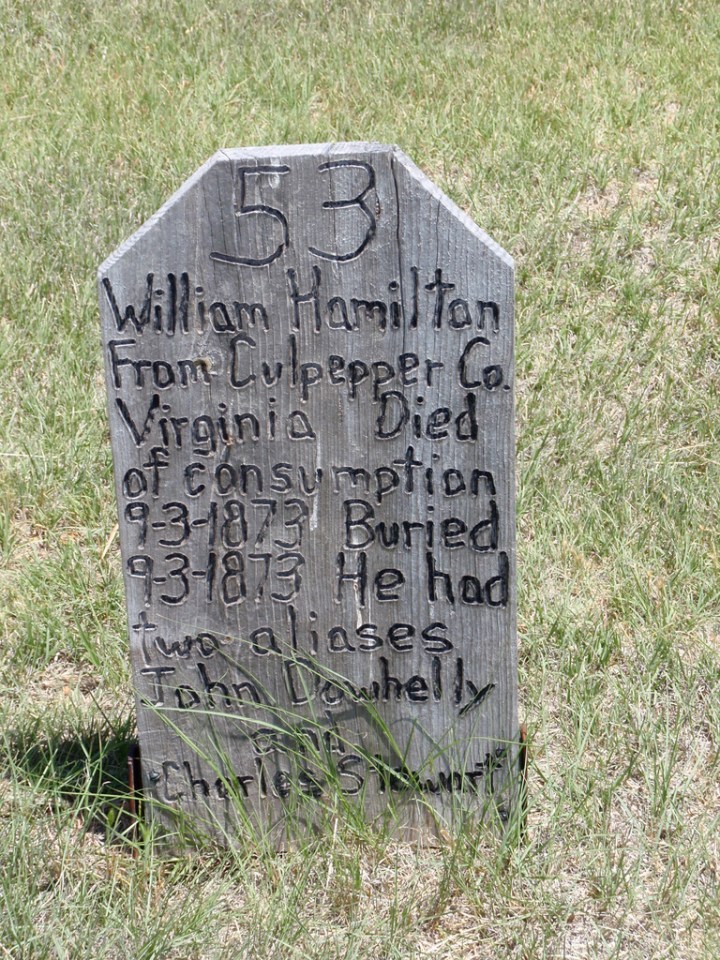 53
William Hamilton
From Culpepper Co.
Virginia Died
of consumption
9-3-1873 Buried
9-3-1873 He had
two aliases
John Dowhelly
and
"Charles Stewart"